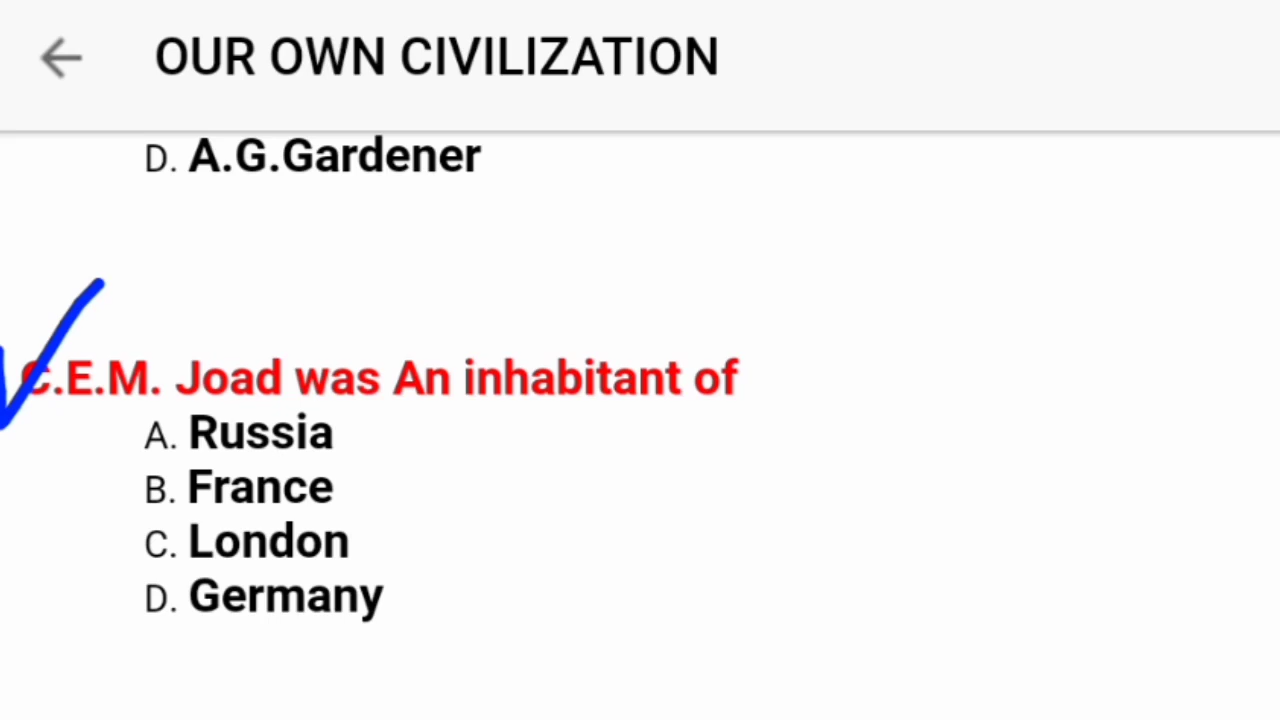 OUR OWN CIVILIZATION
D. A.G.Gardener
C.E.M. Joad was An inhabitant of
A. Russia
B. France
C. London
D. Germany